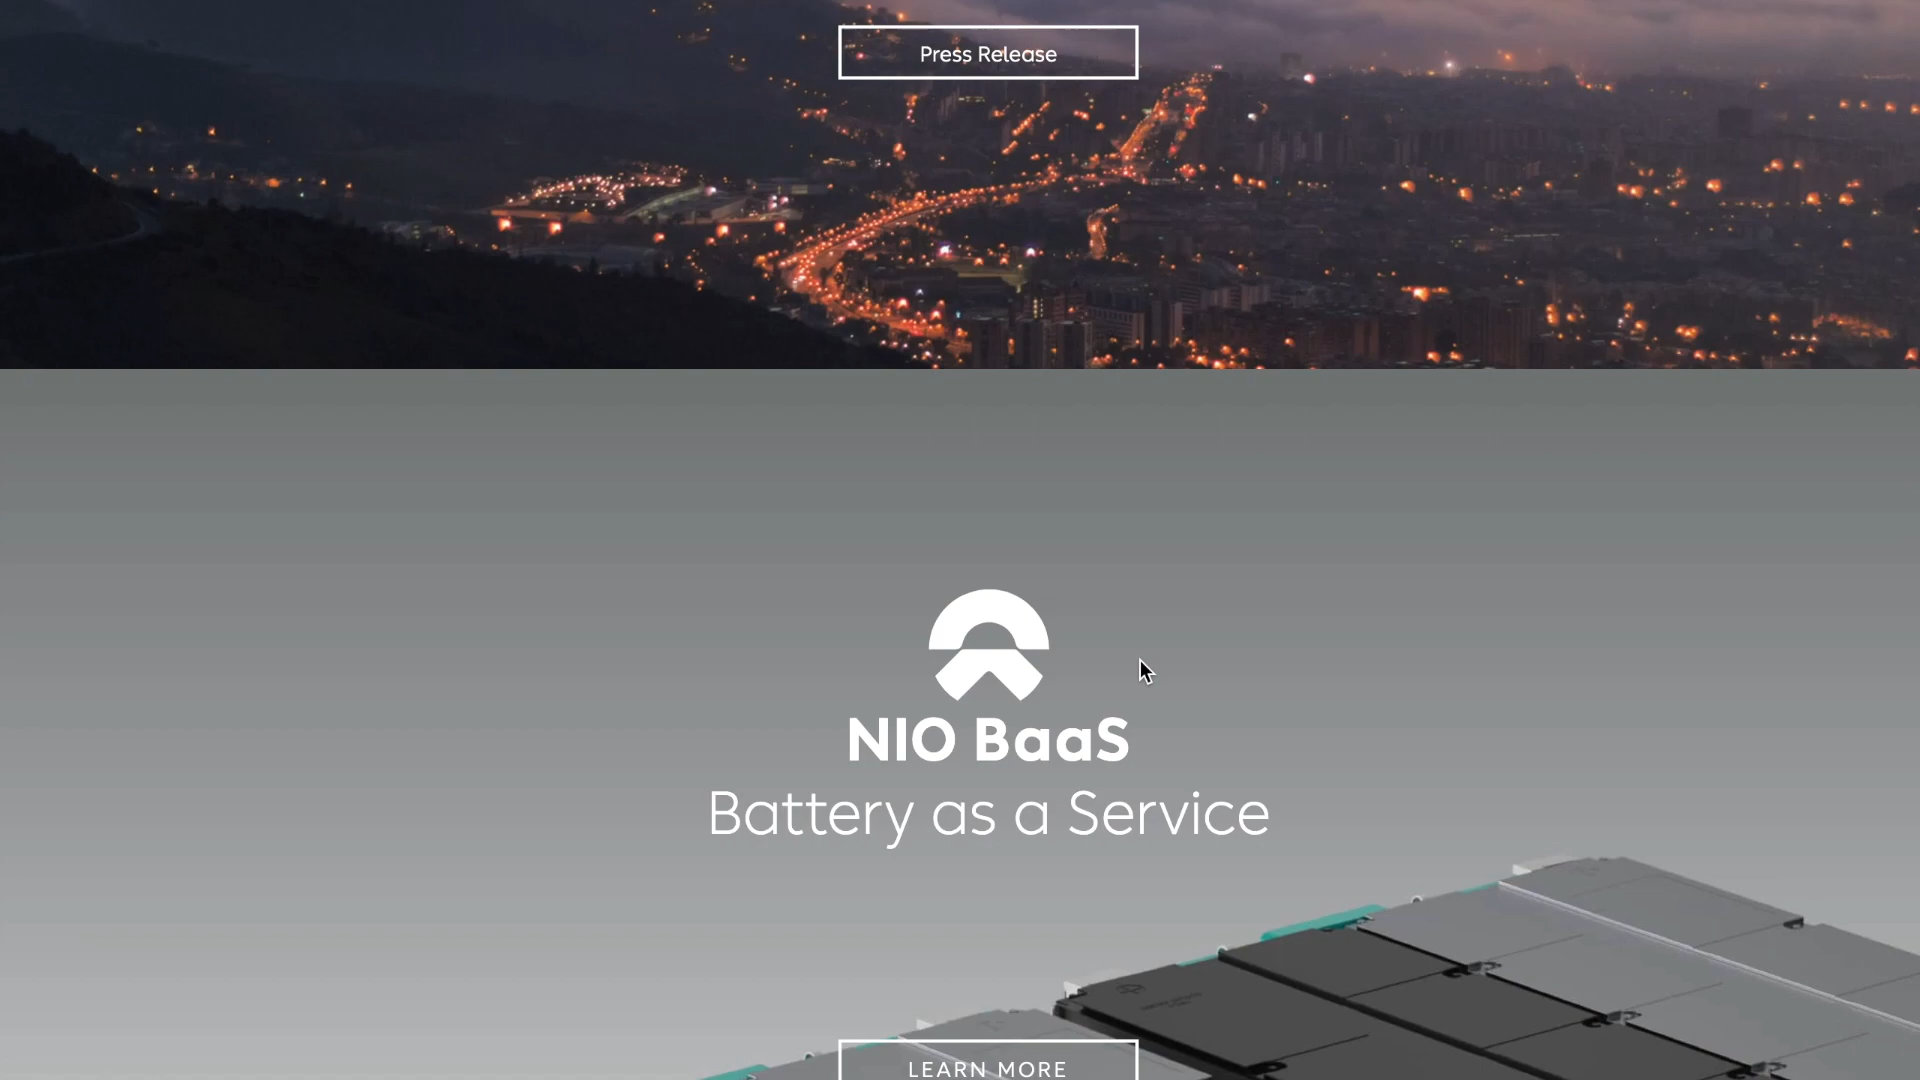 Press Release
NIO BaaS
Battery as a Service
LEARN MORE